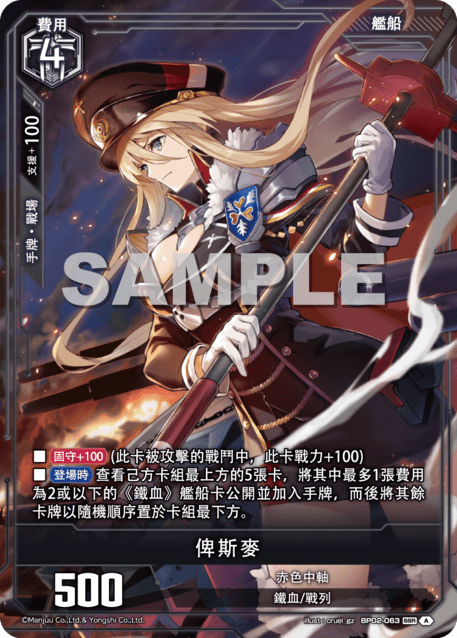 費用
4
艦船
支援+100
手牌・戰場
SAMPLE
固守+100 (此卡被攻擊的戰鬥中，此卡戰力+100)
登場時 查看己方卡組最上方的5張卡，將其中最多1張費用
為2或以下的《鐵血》艦船卡公開並加入手牌，而後將其餘
卡牌以隨機順序置於卡組最下方。
俾斯麥
500
赤色中軸
鐵血/戰列
©Manjuu Co.,Ltd.& Yongshi Co.,Ltd.
illust : cruel_gz BP02-063 SSR A